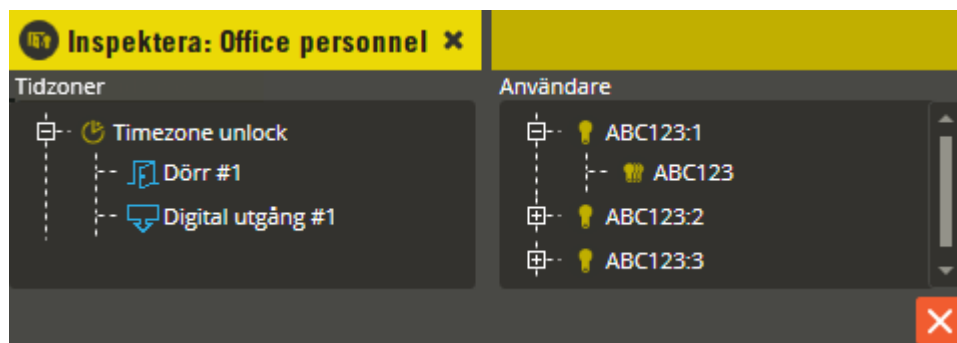 Inspektera: Office personnel ×
Tidzoner
Timezone unlock
Dörr #1
Digital utgång #1
Användare
ABC123:1
ABC123
ABC123:2
ABC123:3